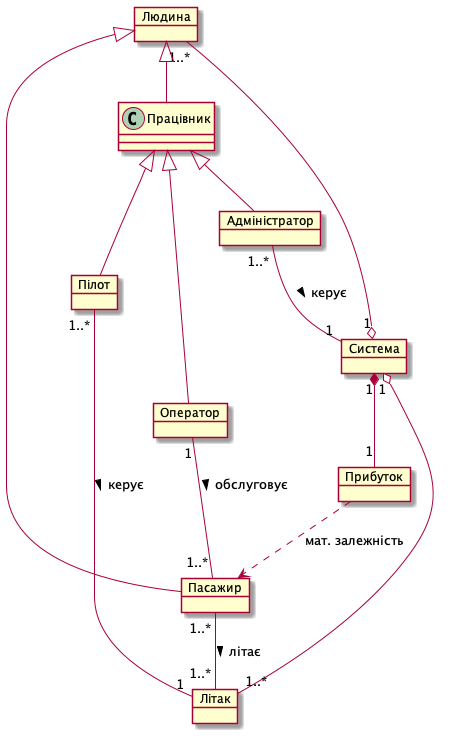 Людина
1..*
C Працівник
Адміністратор
1..*
керує
1
1
Пілот
1..*
Система
1
1
Оператор
1
керує
обслуговує
1
Прибуток
мат. залежність
1..*
Пасажир
1..*
літає
1..*
1
1..*
Літак